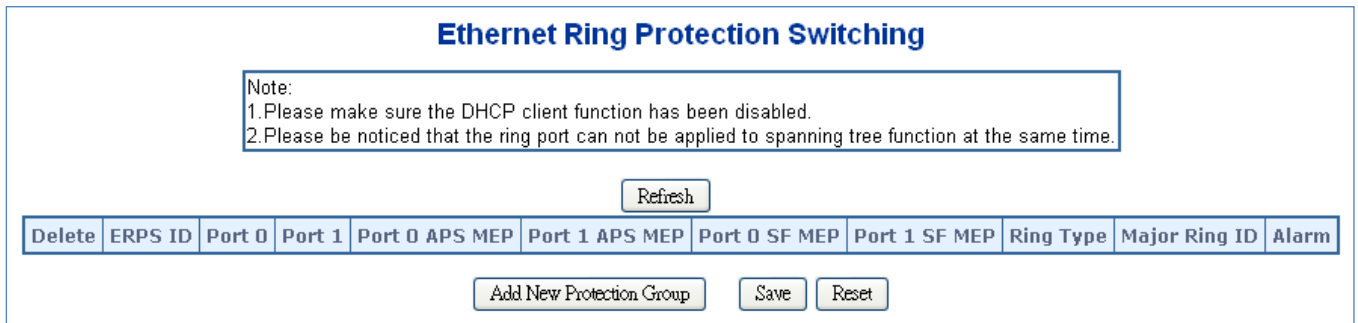 Ethernet Ring Protection Switching
Note:
1.Please make sure the DHCP client function has been disabled.
2.Please be noticed that the ring port can not be applied to spanning tree function at the same time.
Refresh
Delete ERPS ID Port 0 Port 1 Port 0 APS MEP Port 1 APS MEP Port 0 SF MEP Port 1 SF MEP Ring Type Major Ring ID Alarm
Add New Protection Group Save Reset